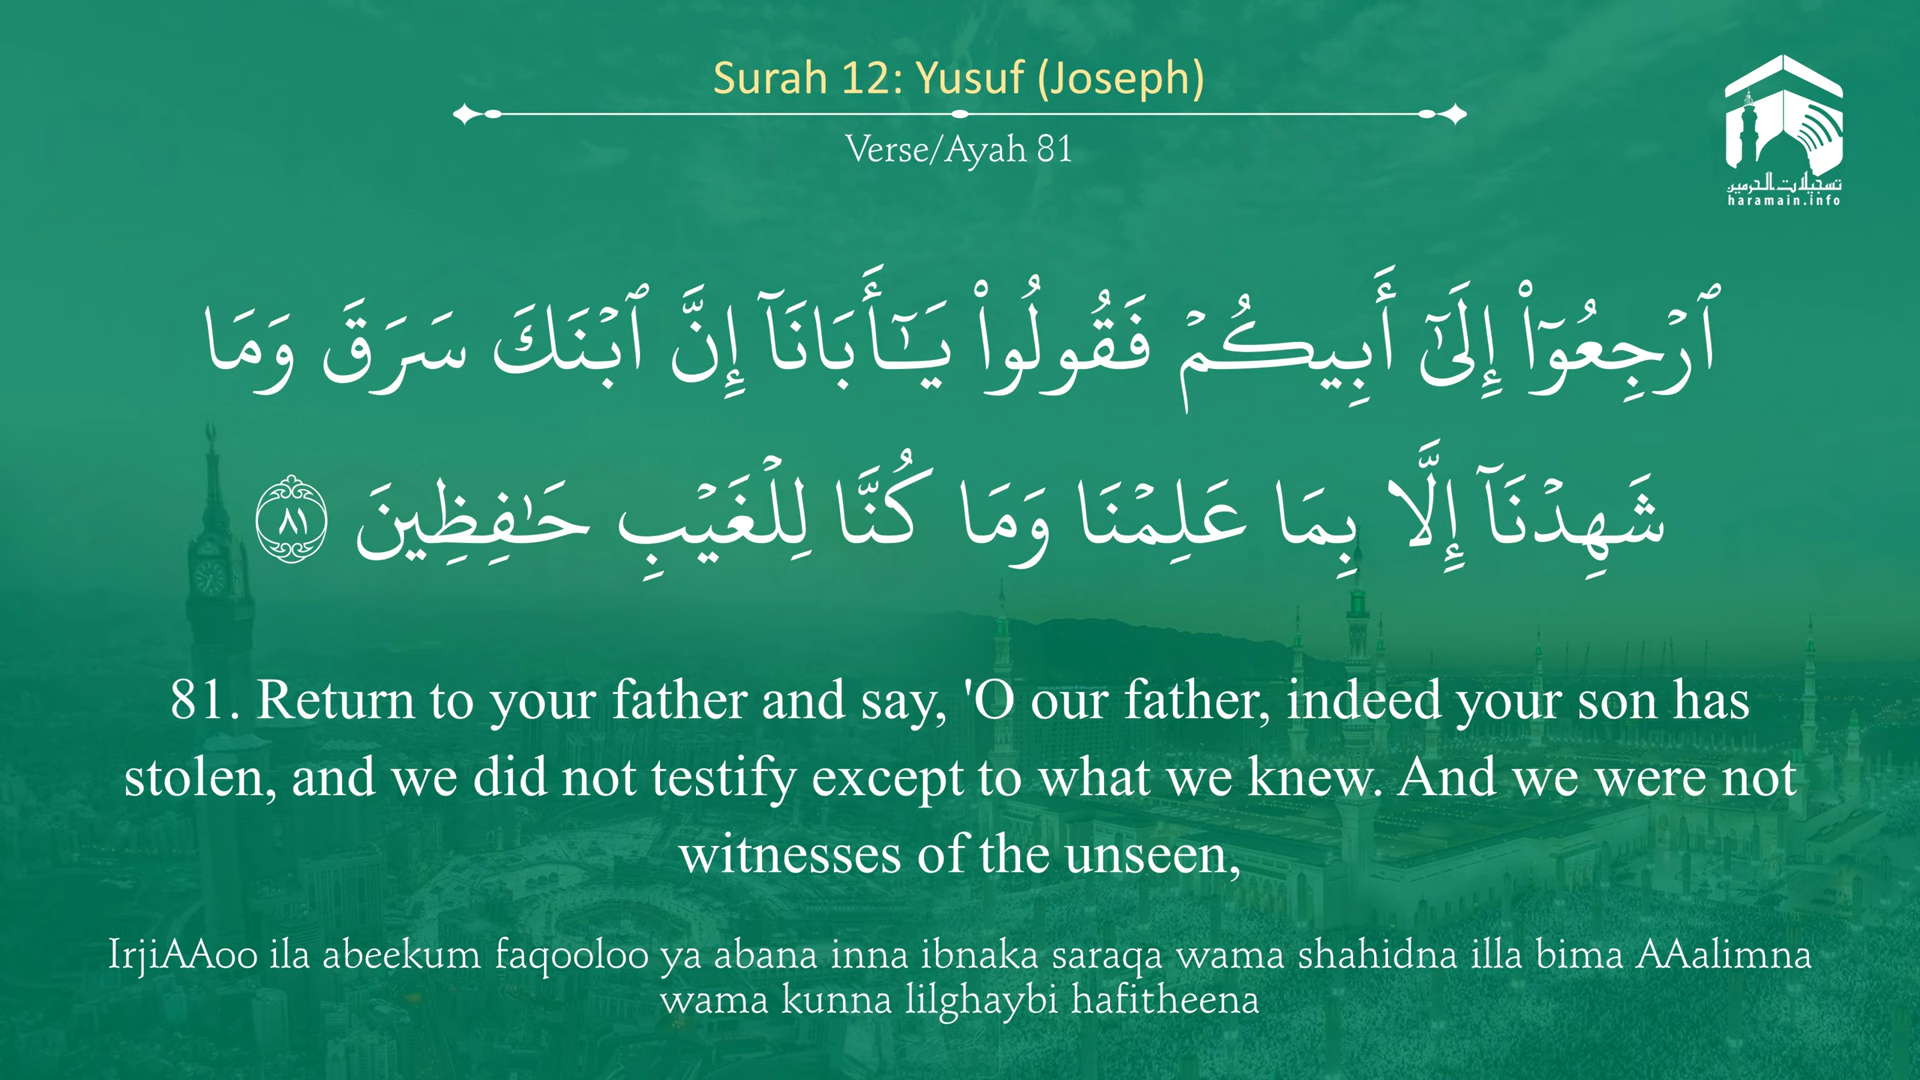 Surah 12: Yusuf (Joseph)
Verse/Ayah 81
تسجيلات الحرمين
haramain.info
ٱرْجِعُوٓا۟ إِلَىٰٓ أَبِيكُمْ فَقُولُوا۟ يَـٰٓأَبَانَآ إِنَّ ٱبْنَكَ سَرَقَ وَمَا
شَهِدْنَآ إِلَّا بِمَا عَلِمْنَا وَمَا كُنَّا لِلْغَيْبِ حَـٰفِظِينَ ٨١
81. Return to your father and say, 'O our father, indeed your son has
stolen, and we did not testify except to what we knew. And we were not
witnesses of the unseen,
IrjiAAoo ila abeekum faqooloo ya abana inna ibnaka saraqa wama shahidna illa bima AAalimna
wama kunna lilghaybi hafitheena